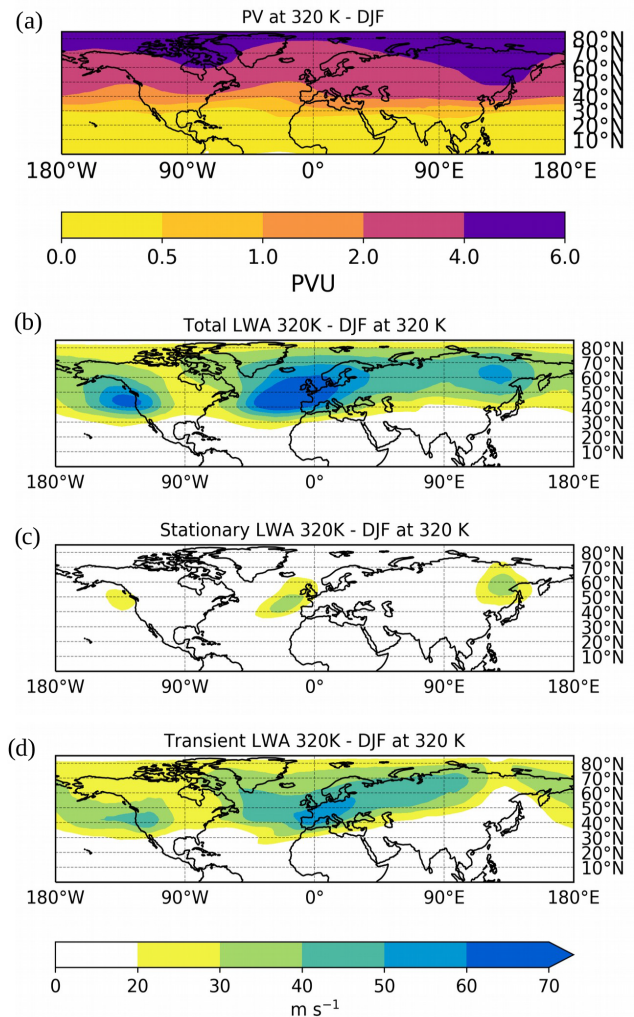 (a)
PV at 320 K - DJF
80°N
70°N
60°N
50°N
40°N
30°N
20°N
10°N
180°W 90°W 0° 90°E 180°E
0.0 0.5 1.0 2.0 4.0 6.0
PVU
(b)
Total LWA 320K - DJF at 320 K
80°N
70°N
60°N
50°N
40°N
30°N
20°N
10°N
180°W 90°W 0° 90°E 180°E
(c)
Stationary LWA 320K - DJF at 320 K
80°N
70°N
60°N
50°N
40°N
30°N
20°N
10°N
180°W 90°W 0° 90°E 180°E
(d)
Transient LWA 320K - DJF at 320 K
80°N
70°N
60°N
50°N
40°N
30°N
20°N
10°N
180°W 90°W 0° 90°E 180°E
0 20 30 40 50 60 70
m s⁻¹